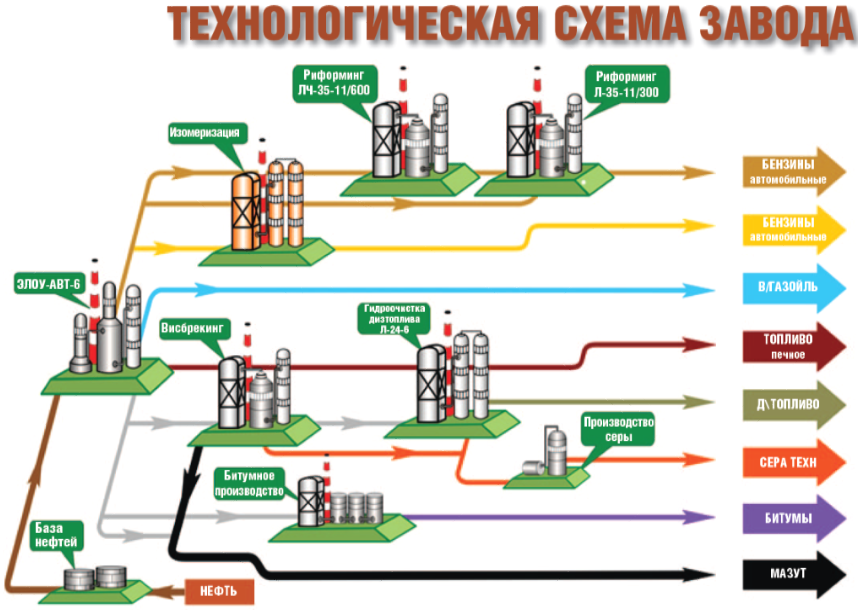 ТЕХНОЛОГИЧЕСКАЯ СХЕМА ЗАВОДА
Риформинг
ЛЧ-35-11/600
Риформинг
Л-35-11/300
Изомеризация
БЕНЗИНЫ
автомобильные
БЕНЗИНЫ
автомобильные
ЭЛОУ-АВТ-6
В/ГАЗОЙЛЬ
Висбрекинг
Гидроочистка
дизтоплива
Л-24-6
ТОПЛИВО
печное
Д\ТОПЛИВО
Производство
серы
СЕРА ТЕХН
Битумное
производство
БИТУМЫ
База
нефтей
МАЗУТ
НЕФТЬ